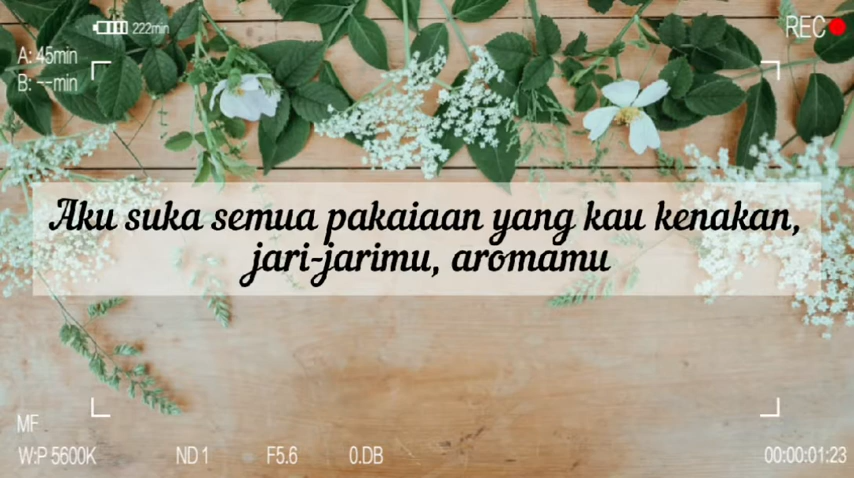 222min
REC
A: 45min
B: --min
Aku suka semua pakaiaan yang kau kenakan,
jari-jarimu, aromamu
MF
W:P 5600K ND 1 F5.6 0.DB 00:00:01:23